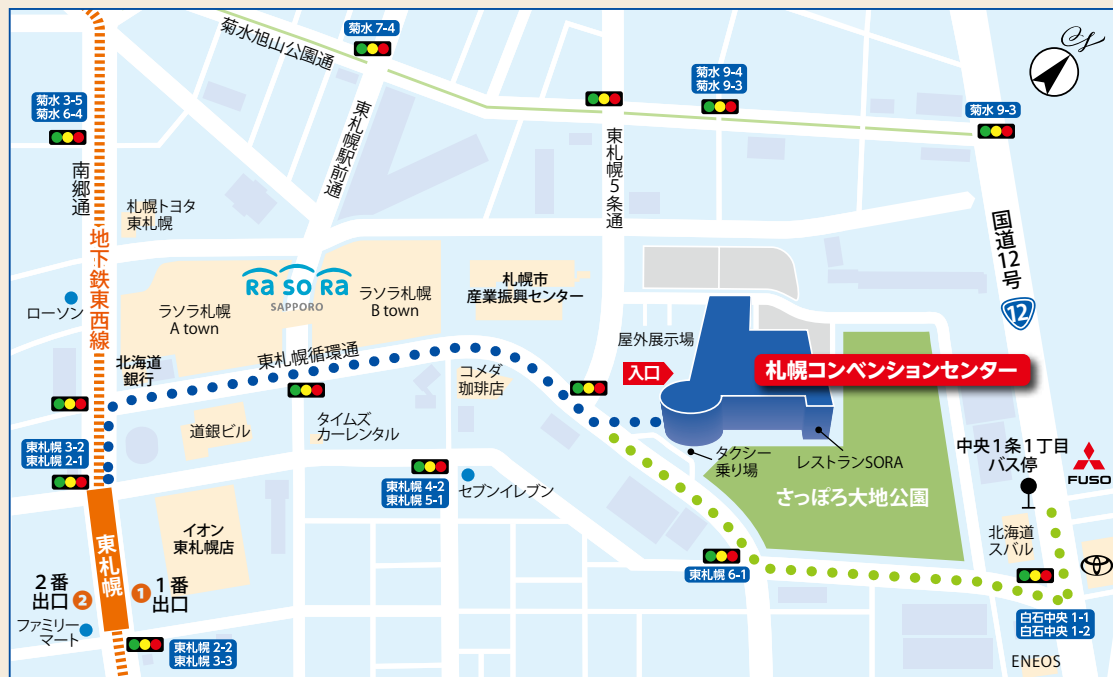 菊水 7-4
菊水旭山公園通
菊水 3-5
菊水 6-4
菊水 9-4
菊水 9-3
菊水 9-3
南郷通
東札幌駅前通
東札幌5条通
国道12号
12
札幌トヨタ
東札幌
地下鉄東西線
ローソン
ラソラ札幌
A town
RaSoRa
SAPPORO
ラソラ札幌
B town
札幌市
産業振興センター
屋外展示場
入口
札幌コンベンションセンター
北海道
銀行
東札幌循環通
コメダ
珈琲店
道銀ビル
タイムズ
カーレンタル
タクシー
乗り場
レストランSORA
さっぽろ大地公園
中央1条1丁目
バス停
FUSO
東札幌 3-2
東札幌 2-1
東札幌 4-2
東札幌 5-1
セブンイレブン
北海道
スバル
東札幌
イオン
東札幌店
東札幌 6-1
2番
出口
2
1
1番
出口
ファミリー
マート
東札幌 2-2
東札幌 3-3
白石中央 1-1
白石中央 1-2
ENEOS